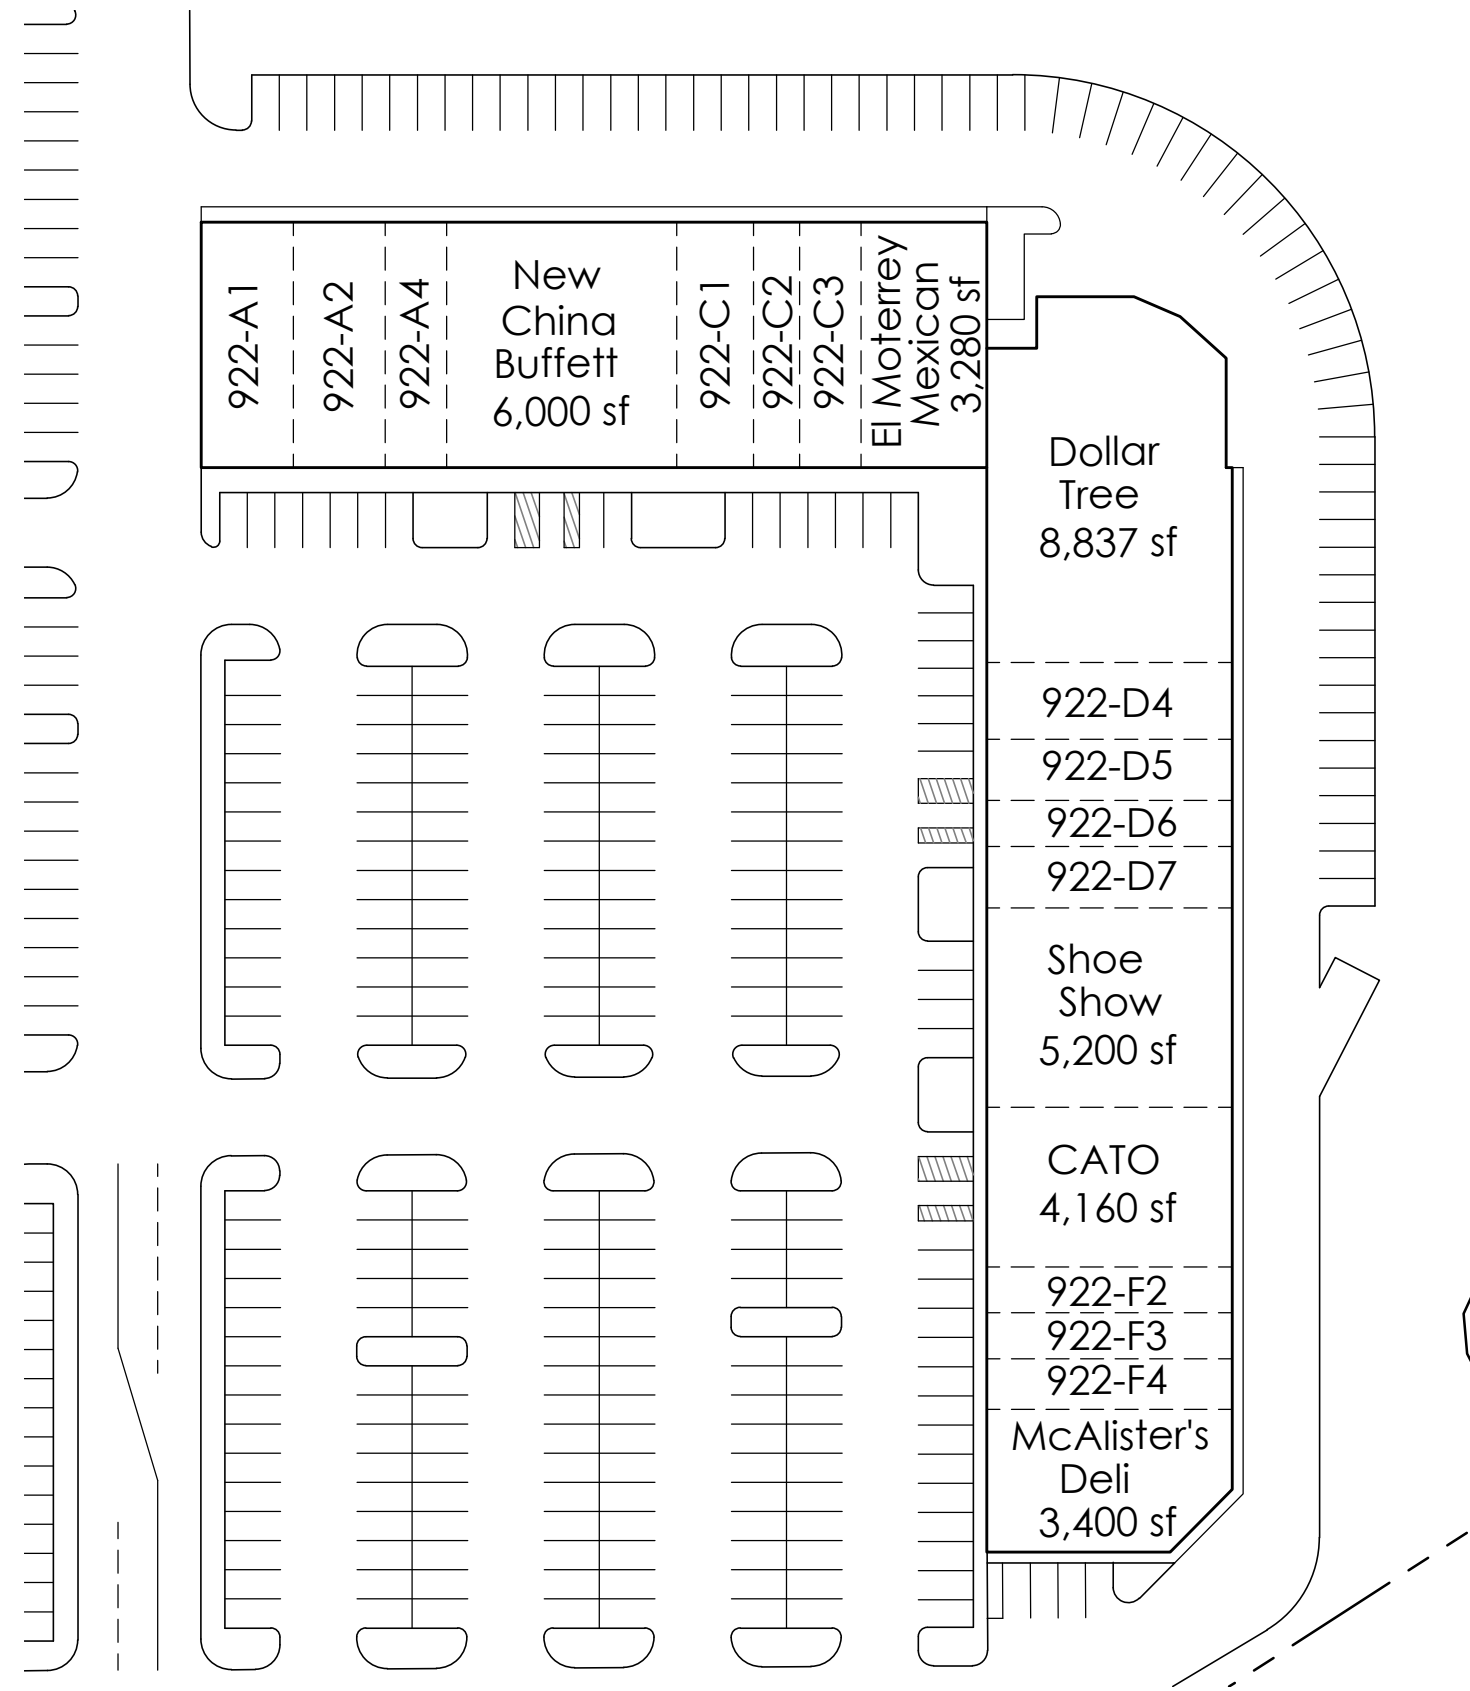 922-A1
922-A2
922-A4
New
China
Buffett
6,000 sf
922-C1
922-C2
922-C3
El Moterrey
Mexican
3,280 sf
Dollar
Tree
8,837 sf
922-D4
922-D5
922-D6
922-D7
Shoe
Show
5,200 sf
CATO
4,160 sf
922-F2
922-F3
922-F4
McAlister's
Deli
3,400 sf